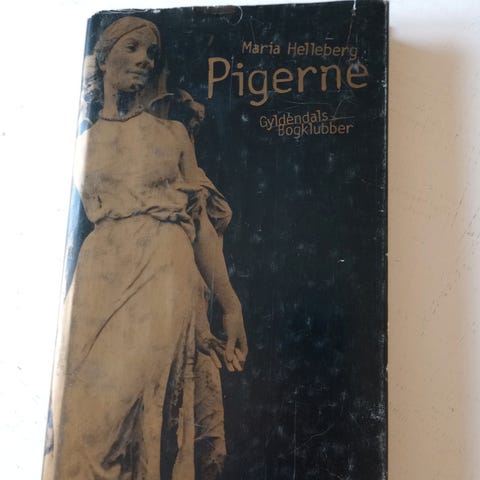 Maria Helleberg
Pigerne
Gyldendals
Bogklubber